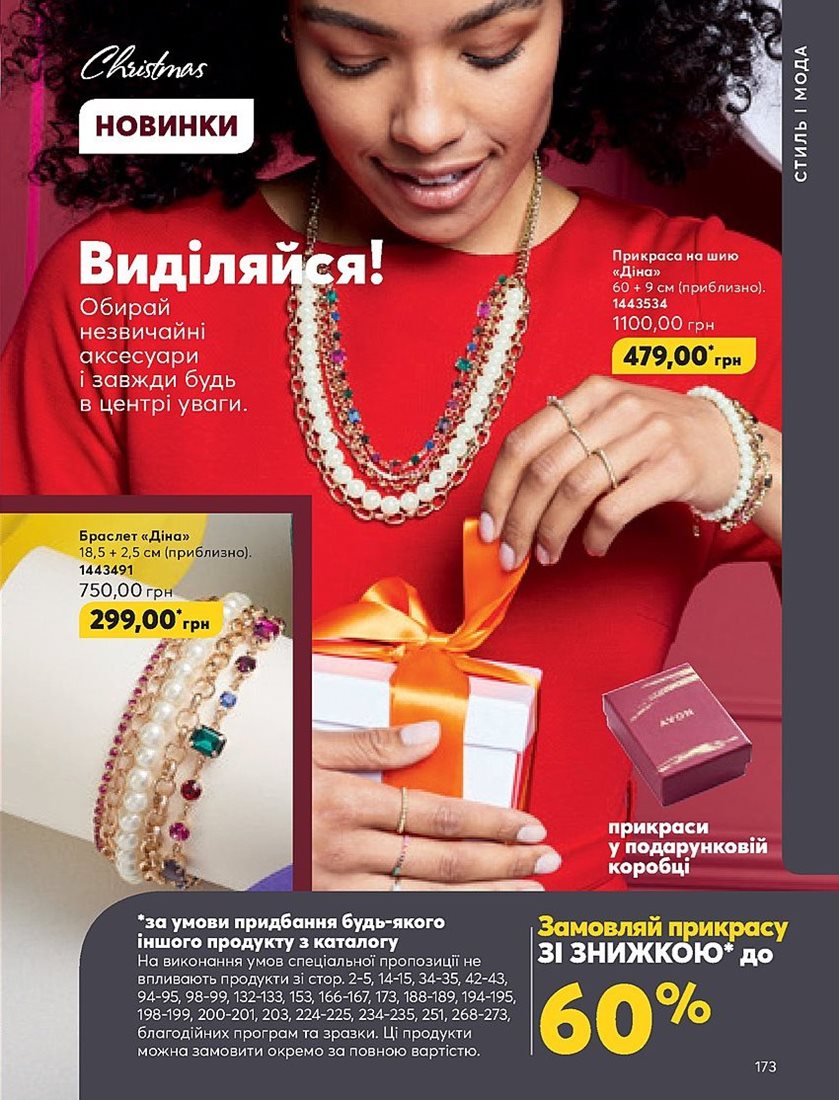 Christmas
НОВИНКИ
СТИЛЬ І МОДА
Виділяйся!
Обирай
незвичайні
аксесуари
і завжди будь
в центрі уваги.
Прикраса на шию
«Діна»
60 + 9 см (приблизно).
1443534
1100,00 грн
479,00* грн
Браслет «Діна»
18,5 + 2,5 см (приблизно).
1443491
750,00 грн
299,00* грн
AVON
прикраси
у подарунковій
коробці
*за умови придбання будь-якого
іншого продукту з каталогу
На виконання умов спеціальної пропозиції не
впливають продукти зі стор. 2-5, 14-15, 34-35, 42-43,
94-95, 98-99, 132-133, 153, 166-167, 173, 188-189, 194-195,
198-199, 200-201, 203, 224-225, 234-235, 251, 268-273,
благодійних програм та зразки. Ці продукти
можна замовити окремо за повною вартістю.
Замовляй прикрасу
ЗІ ЗНИЖКОЮ* до
60%
173